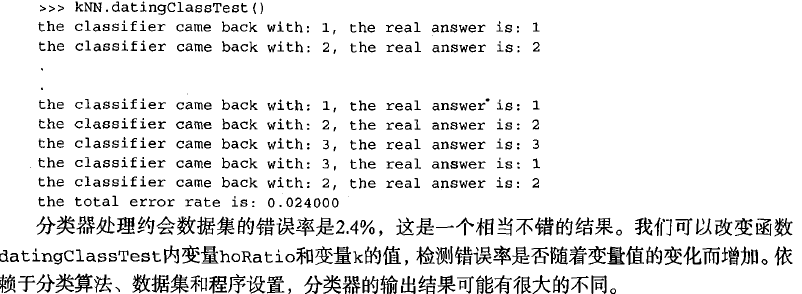 >>> kNN.datingClassTest()
the classifier came back with: 1, the real answer is: 1
the classifier came back with: 2, the real answer is: 2
.
.
the classifier came back with: 1, the real answer is: 1
the classifier came back with: 2, the real answer is: 2
the classifier came back with: 3, the real answer is: 3
the classifier came back with: 3, the real answer is: 1
the classifier came back with: 2, the real answer is: 2
the total error rate is: 0.024000
分类器处理约会数据集的错误率是2.4%，这是一个相当不错的结果。我们可以改变函数
datingClassTest内变量hoRatio和变量k的值，检测错误率是否随着变量值的变化而增加。依
赖于分类算法、数据集和程序设置，分类器的输出结果可能有很大的不同。